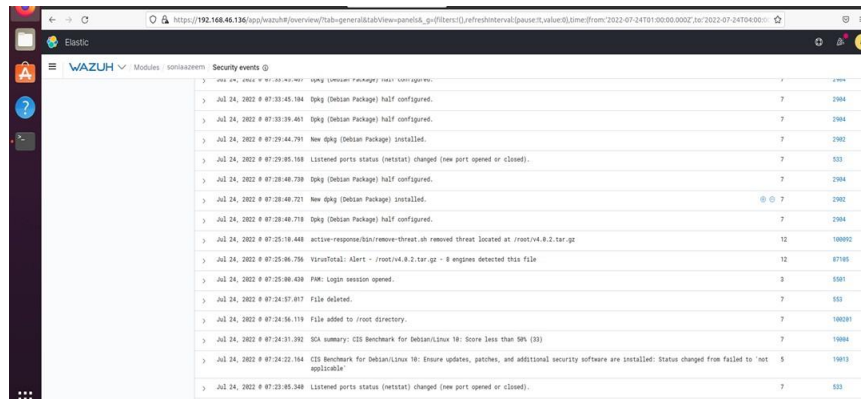 https://192.168.46.136/app/wazuh#/overview/?tab=general&tabView=panels&_g=(filters:!(),refreshInterval:(pause:!t,value:0),time:(from:'2022-07-24T01:00:00.000Z',to:'2022-07-24T04:00:
Elastic
WAZUH Modules soniaazeem Security events
Jul 24, 2022 @ 07:33:45.467 Dpkg (Debian Package) half configured. 7 2904
Jul 24, 2022 @ 07:33:45.104 Dpkg (Debian Package) half configured. 7 2904
Jul 24, 2022 @ 07:33:39.461 Dpkg (Debian Package) half configured. 7 2904
Jul 24, 2022 @ 07:29:44.791 New dpkg (Debian Package) installed. 7 2902
Jul 24, 2022 @ 07:29:05.168 Listened ports status (netstat) changed (new port opened or closed). 7 533
Jul 24, 2022 @ 07:28:40.730 Dpkg (Debian Package) half configured. 7 2904
Jul 24, 2022 @ 07:28:40.721 New dpkg (Debian Package) installed. 7 2902
Jul 24, 2022 @ 07:28:40.718 Dpkg (Debian Package) half configured. 7 2904
Jul 24, 2022 @ 07:25:10.448 active-response/bin/remove-threat.sh removed threat located at /root/v4.0.2.tar.gz 12 100092
Jul 24, 2022 @ 07:25:06.756 VirusTotal: Alert - /root/v4.0.2.tar.gz - 8 engines detected this file 12 87105
Jul 24, 2022 @ 07:25:00.430 PAM: Login session opened. 3 5501
Jul 24, 2022 @ 07:24:57.017 File deleted. 7 553
Jul 24, 2022 @ 07:24:56.119 File added to /root directory. 7 100201
Jul 24, 2022 @ 07:24:31.392 SCA summary: CIS Benchmark for Debian/Linux 10: Score less than 50% (33) 7 19004
Jul 24, 2022 @ 07:24:22.164 CIS Benchmark for Debian/Linux 10: Ensure updates, patches, and additional security software are installed: Status changed from failed to 'not 5 19013
applicable'
Jul 24, 2022 @ 07:23:05.340 Listened ports status (netstat) changed (new port opened or closed). 7 533